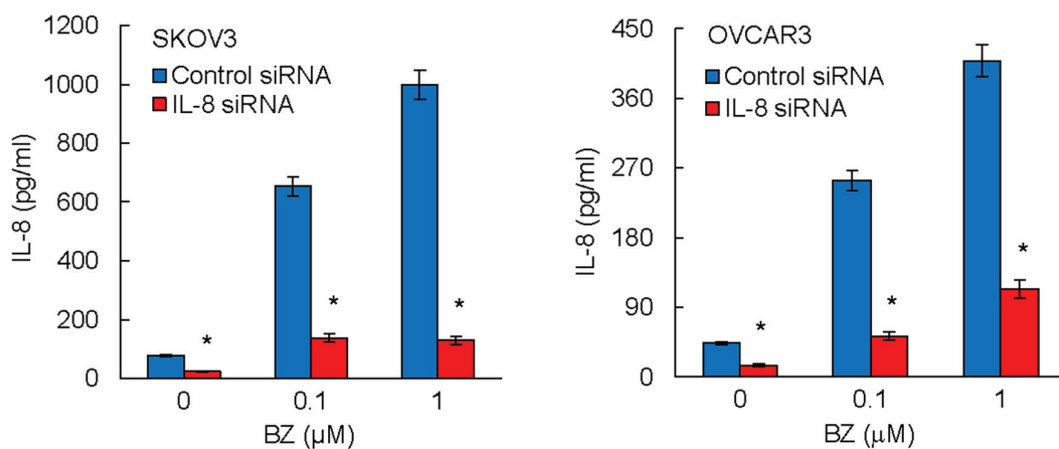 SKOV3
Control siRNA
IL-8 siRNA
IL-8 (pg/ml)
1200
1000
800
600
400
200
0
*
*
*
0 0.1 1
BZ (µM)
OVCAR3
Control siRNA
IL-8 siRNA
IL-8 (pg/ml)
450
360
270
180
90
0
*
*
*
0 0.1 1
BZ (µM)